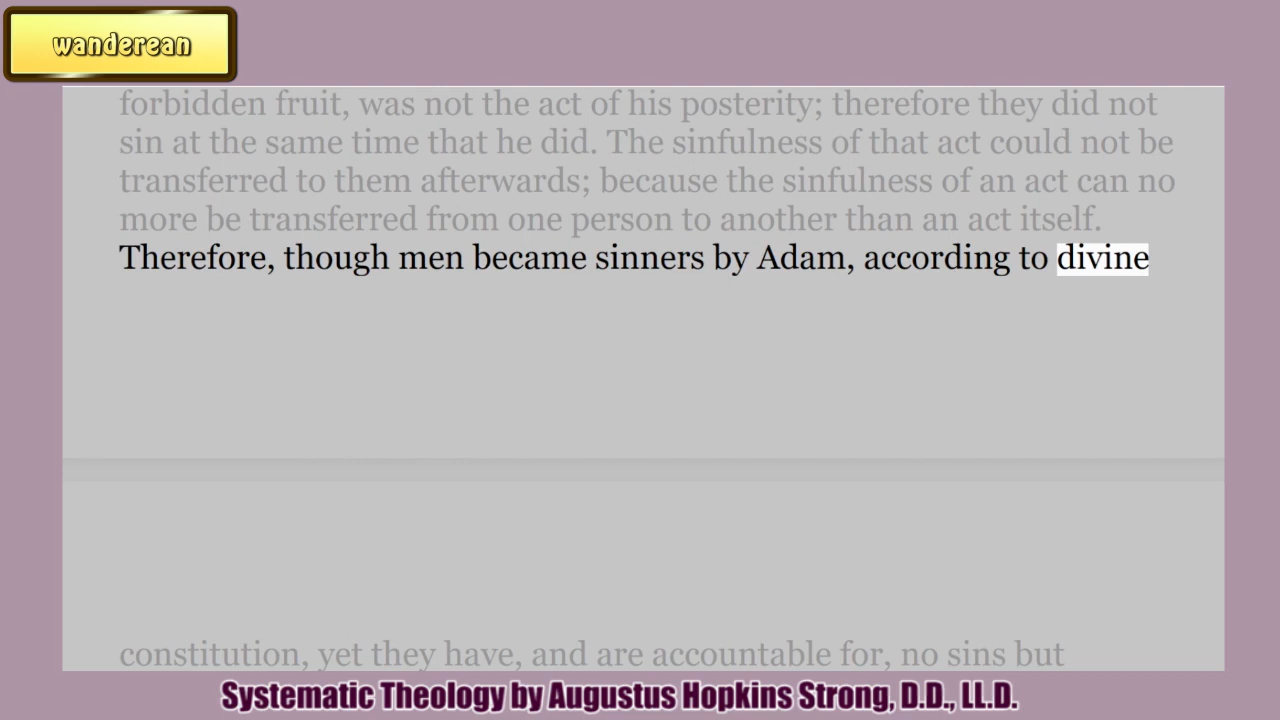 wanderean
forbidden fruit, was not the act of his posterity; therefore they did not
sin at the same time that he did. The sinfulness of that act could not be
transferred to them afterwards; because the sinfulness of an act can no
more be transferred from one person to another than an act itself.
Therefore, though men became sinners by Adam, according to divine
constitution, yet they have, and are accountable for, no sins but
Systematic Theology by Augustus Hopkins Strong, D.D., LL.D.